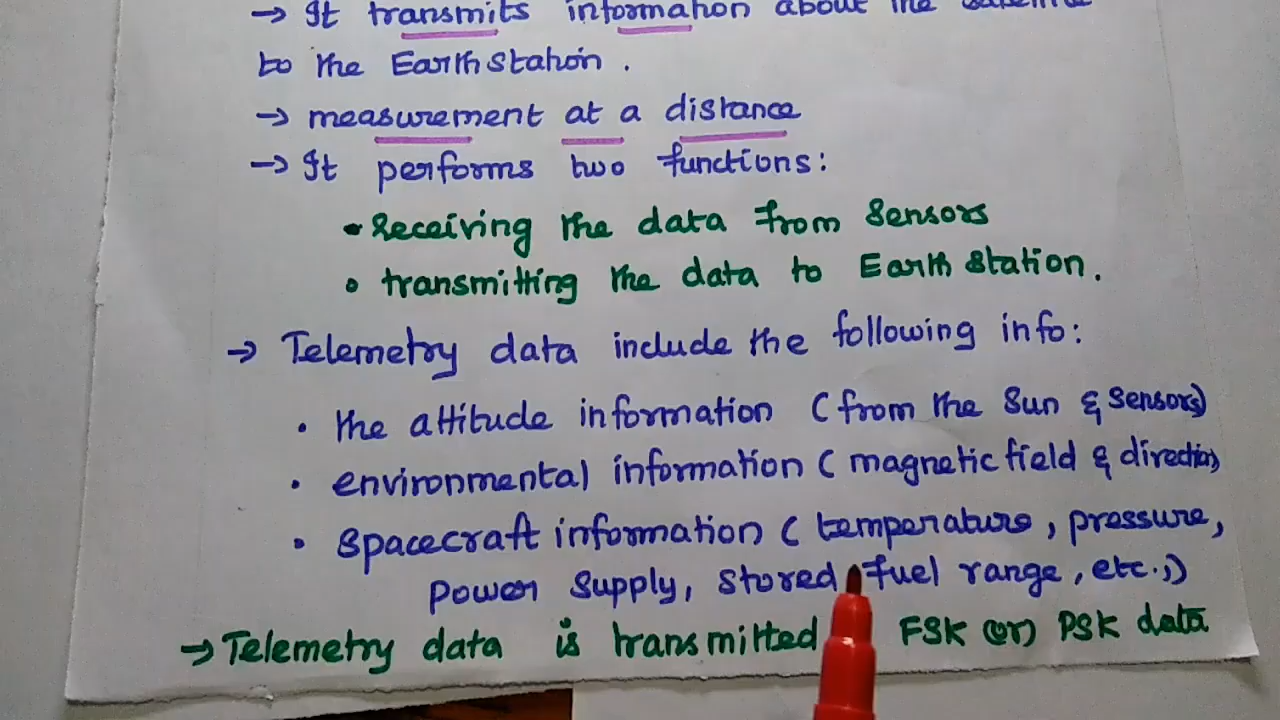 → It transmits information about the satellite
to the Earth Station .
→ measurement at a distance
→ It performs two functions:
• Receiving the data from Sensors
• transmitting the data to Earth Station.
→ Telemetry data include the following info:
• the attitude information ( from the Sun & Sensors)
• environmental information ( magnetic field & direction)
• Spacecraft information ( temperature, pressure,
Power Supply, Stored fuel range, etc.,)
→ Telemetry data is transmitted FSK (or) PSK data